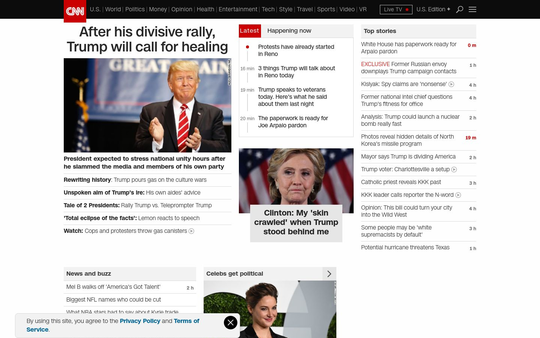 CNN U.S. World Politics Money Opinion Health Entertainment Tech Style Travel Sports Video VR Live TV U.S. Edition
After his divisive rally,
Trump will call for healing
President expected to stress national unity hours after
he slammed the media and members of his own party
Rewriting history: Trump pours gas on the culture wars
Unspoken aim of Trump's ire: His own aides' advice
Tale of 2 Presidents: Rally Trump vs. Teleprompter Trump
'Total eclipse of the facts': Lemon reacts to speech
Watch: Cops and protesters throw gas canisters
Latest Happening now
Protests have already started
in Reno
18 min 3 things Trump will talk about
in Reno today
19 min Trump speaks to veterans
today. Here's what he said
about them last night
20 min The paperwork is ready for
Joe Arpaio pardon
Clinton: My 'skin
crawled' when Trump
stood behind me
Top stories
White House has paperwork ready for 0 m
Arpaio pardon
EXCLUSIVE Former Russian envoy 1 h
downplays Trump campaign contacts
Kislyak: Spy claims are 'nonsense' 1 h
Former national intel chief questions 4 h
Trump's fitness for office
Analysis: Trump could launch a nuclear 2 h
bomb really fast
Photos reveal hidden details of North 19 m
Korea's missile program
Mayor says Trump is dividing America 2 h
Trump voter: Charlottesville a setup
Catholic priest reveals KKK past 3 h
KKK leader calls reporter the N-word
Opinion: This bill could turn your city 4 h
into the Wild West
Some people may be 'white 3 h
supremacists by default'
Potential hurricane threatens Texas 1 h
News and buzz
Mel B walks off 'America's Got Talent' 2 h
Biggest NFL names who could be cut
What NBA stars had to say about Kyrie trade
Celebs get political
By using this site, you agree to the Privacy Policy and Terms of
Service.